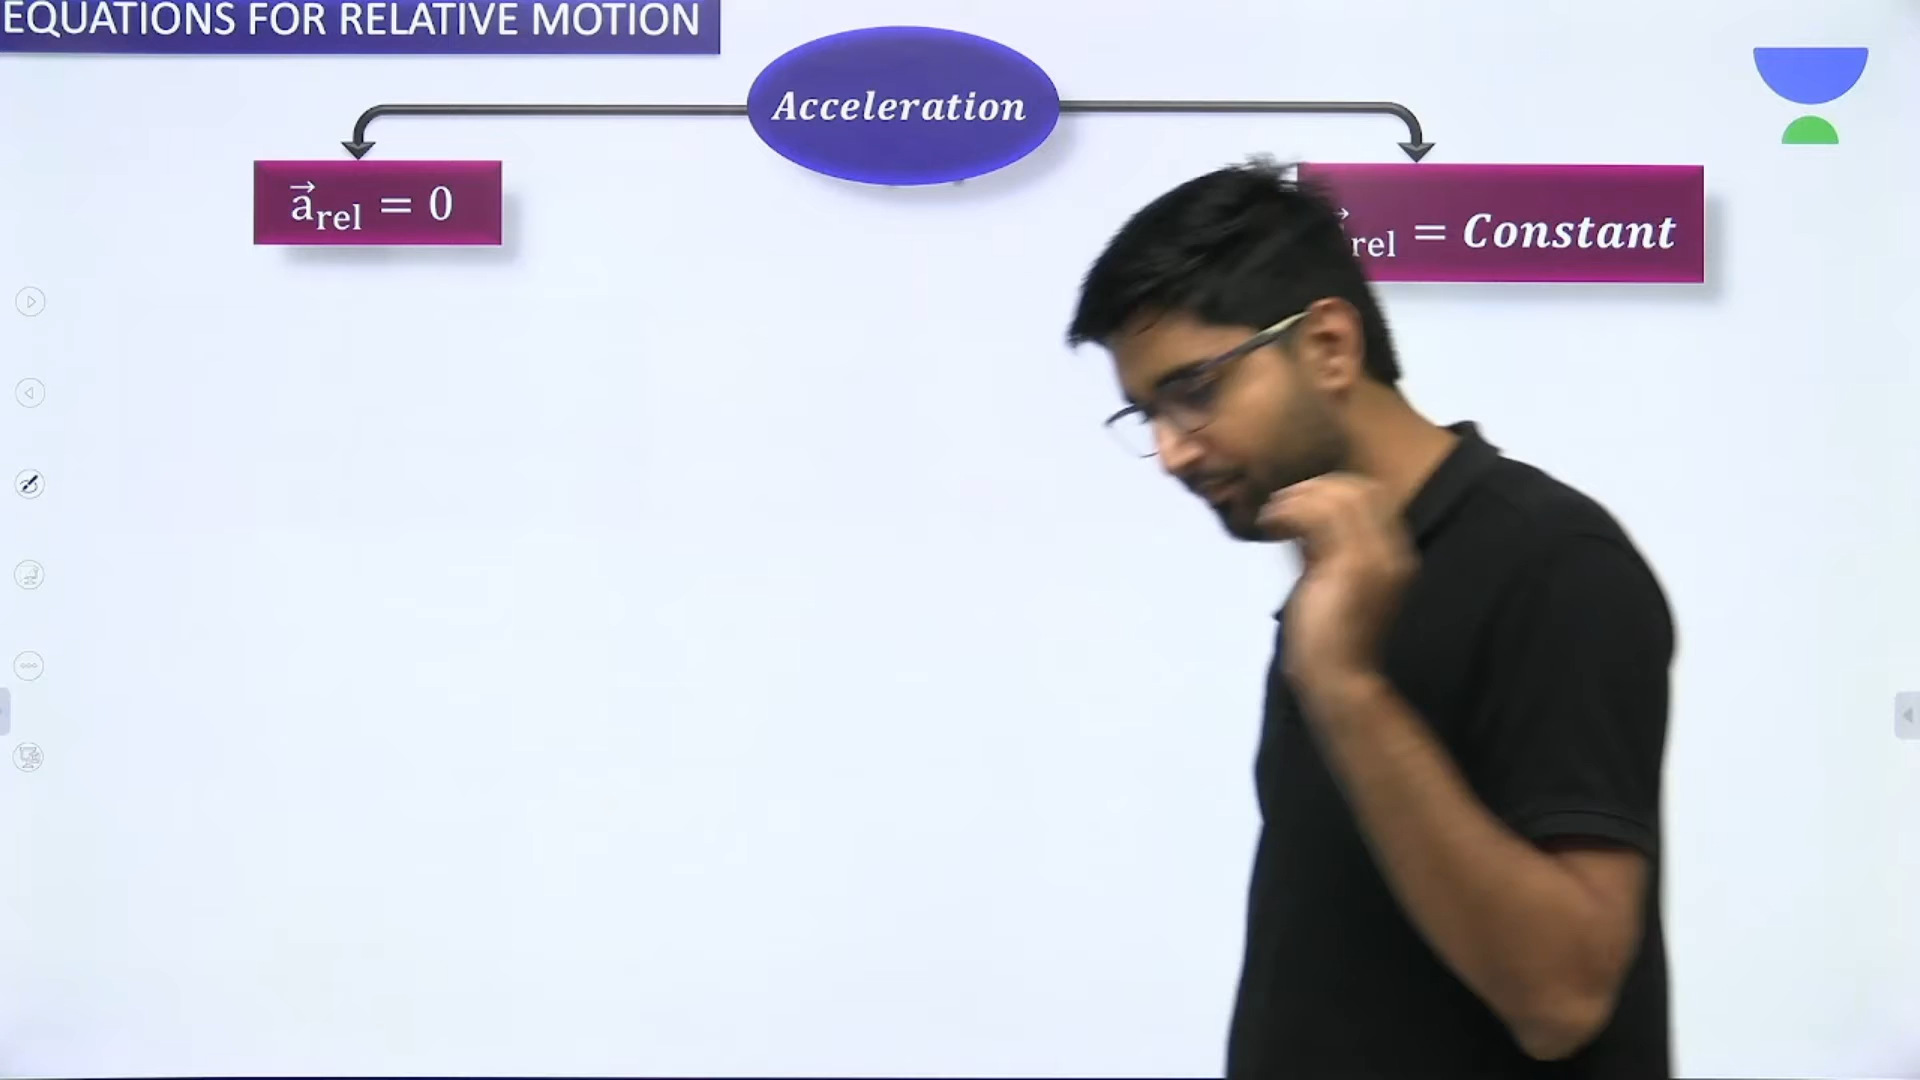 EQUATIONS FOR RELATIVE MOTION
Acceleration
a⃗rel = 0
rel = Constant